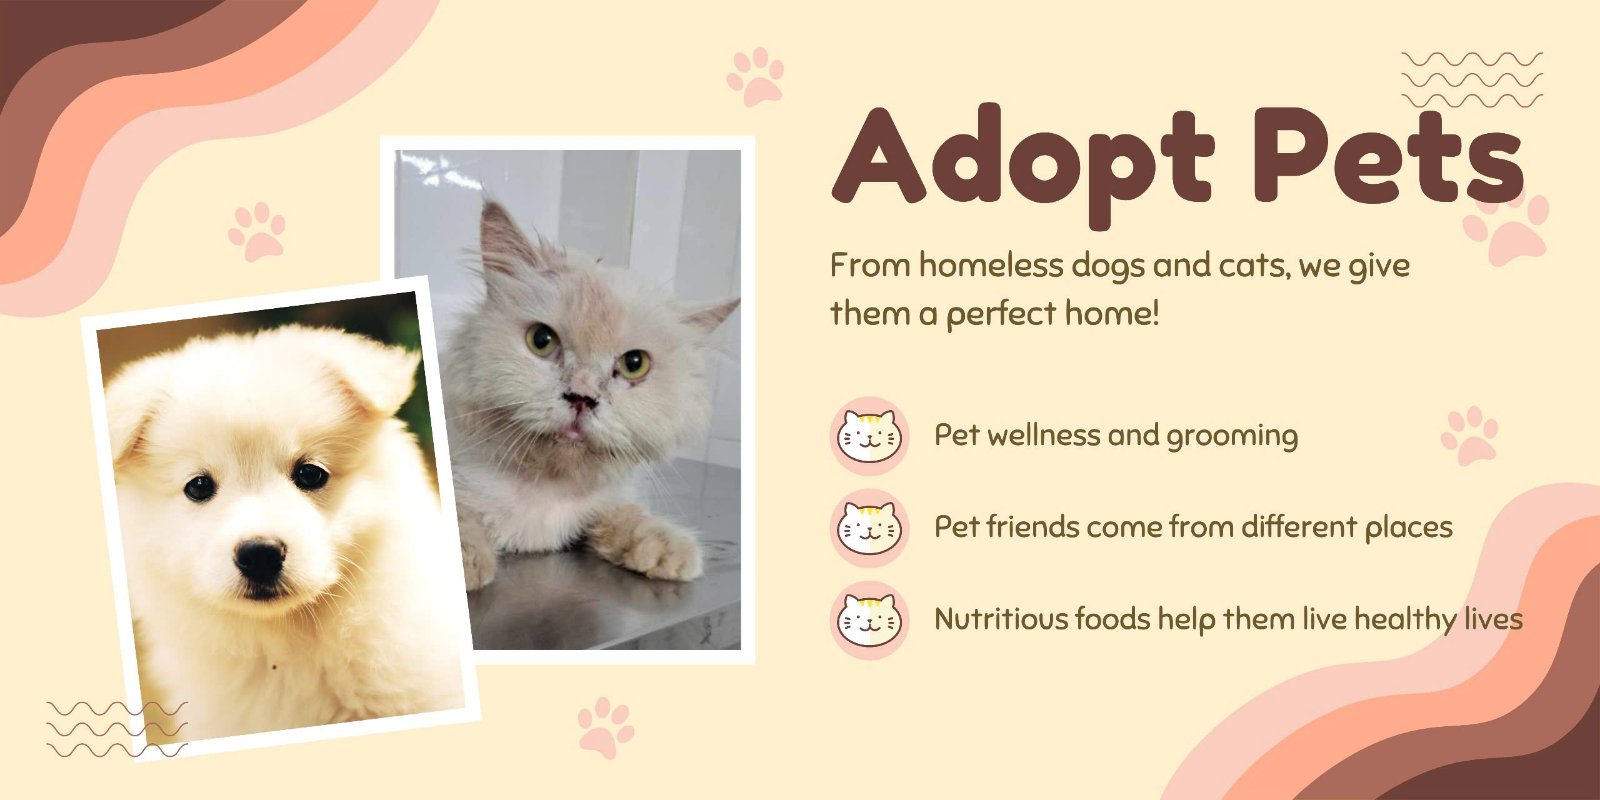 Adopt Pets
From homeless dogs and cats, we give
them a perfect home!
Pet wellness and grooming
Pet friends come from different places
Nutritious foods help them live healthy lives